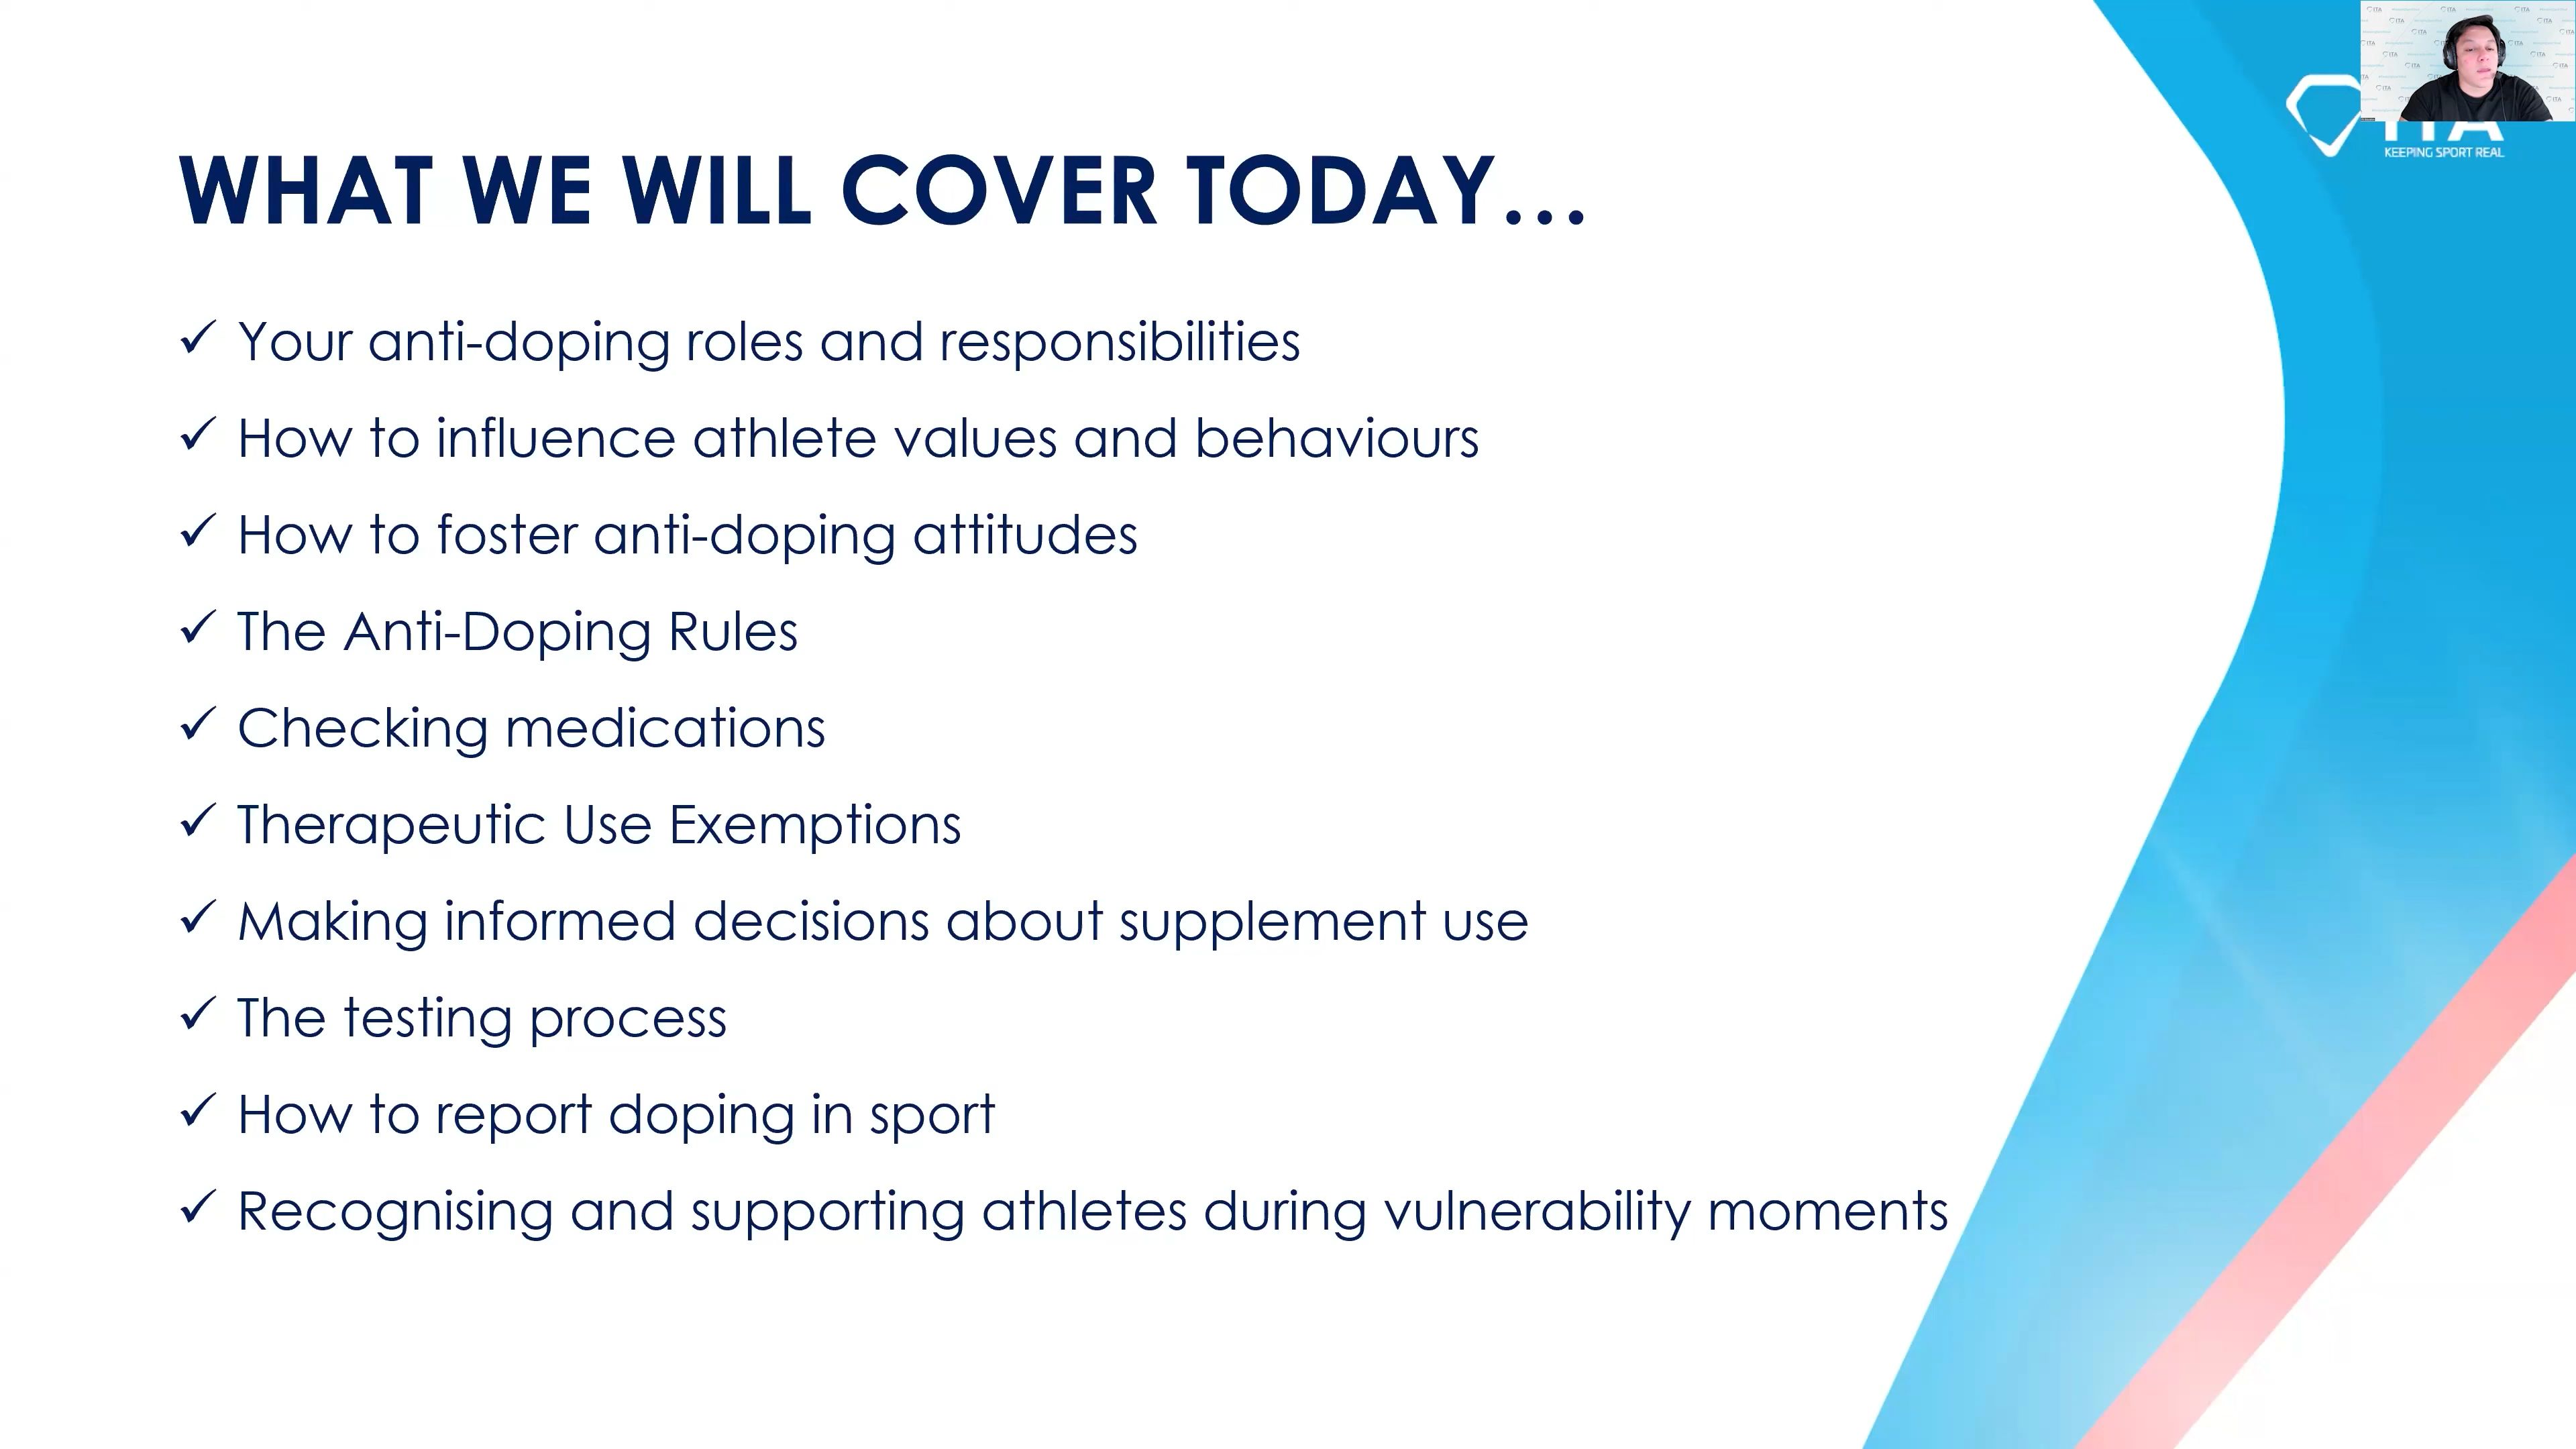 WHAT WE WILL COVER TODAY...
✓ Your anti-doping roles and responsibilities
✓ How to influence athlete values and behaviours
✓ How to foster anti-doping attitudes
✓ The Anti-Doping Rules
✓ Checking medications
✓ Therapeutic Use Exemptions
✓ Making informed decisions about supplement use
✓ The testing process
✓ How to report doping in sport
✓ Recognising and supporting athletes during vulnerability moments
ITA
KEEPING SPORT REAL